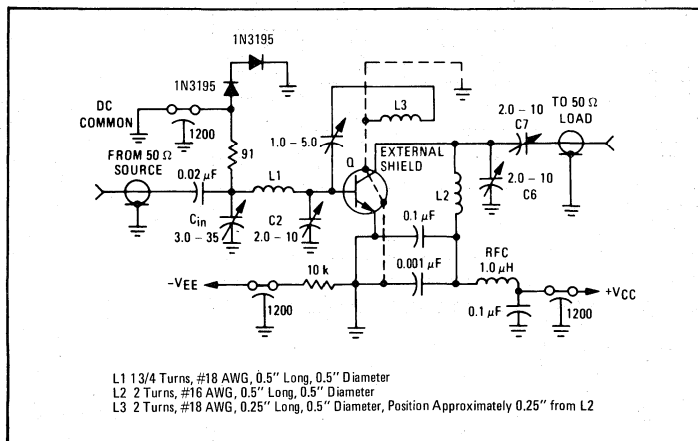 1N3195
1N3195
DC
COMMON
1200
91
L3
1.0 – 5.0
TO 50 Ω
LOAD
2.0 – 10
C7
FROM 50 Ω
SOURCE
0.02 µF
L1
Q
EXTERNAL
SHIELD
L2
2.0 – 10
C6
Cin
3.0 – 35
C2
2.0 – 10
0.1 µF
0.001 µF
RFC
1.0 µH
–VEE
10 k
+VCC
1200
0.1 µF
1200
L1 1 3/4 Turns, #18 AWG, 0.5" Long, 0.5" Diameter
L2 2 Turns, #16 AWG, 0.5" Long, 0.5" Diameter
L3 2 Turns, #18 AWG, 0.25" Long, 0.5" Diameter, Position Approximately 0.25" from L2